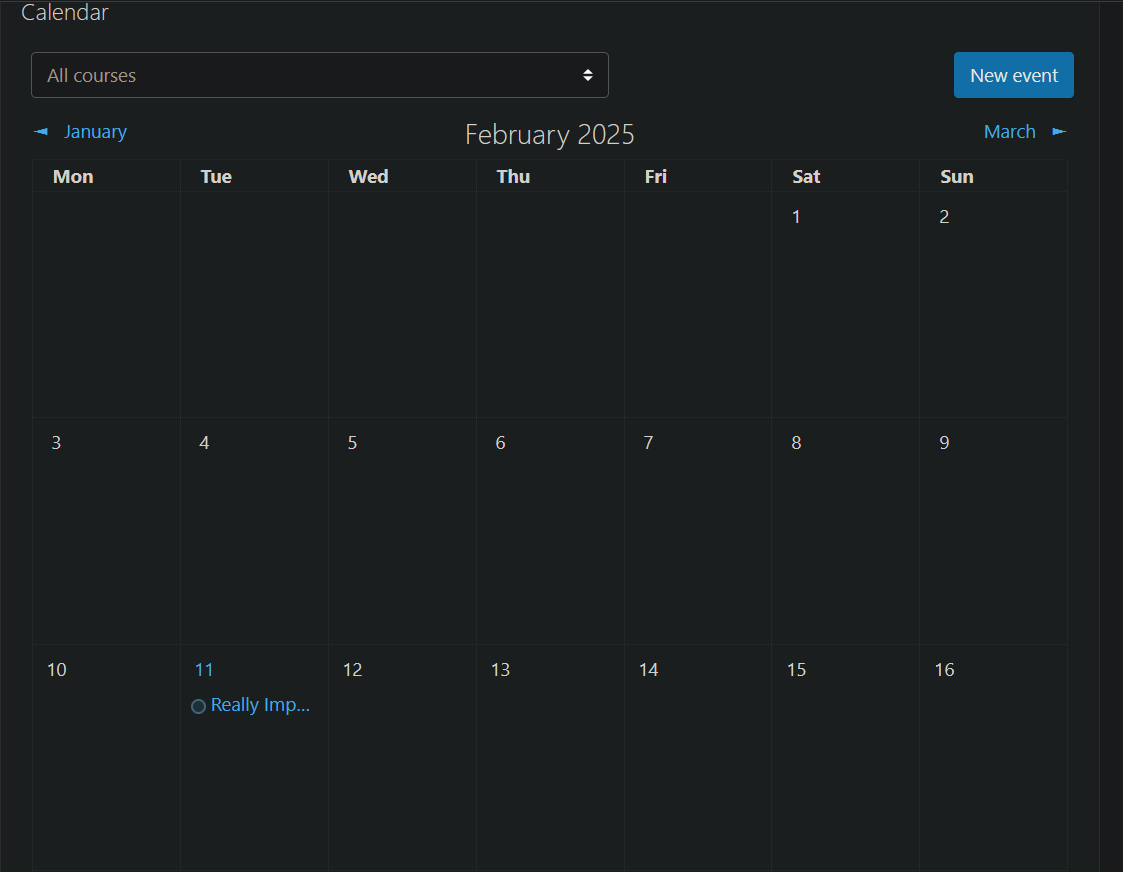 Calendar
All courses
New event
◄ January
February 2025
March ►
Mon Tue Wed Thu Fri Sat Sun
1 2
3 4 5 6 7 8 9
10 11 12 13 14 15 16
Really Imp...